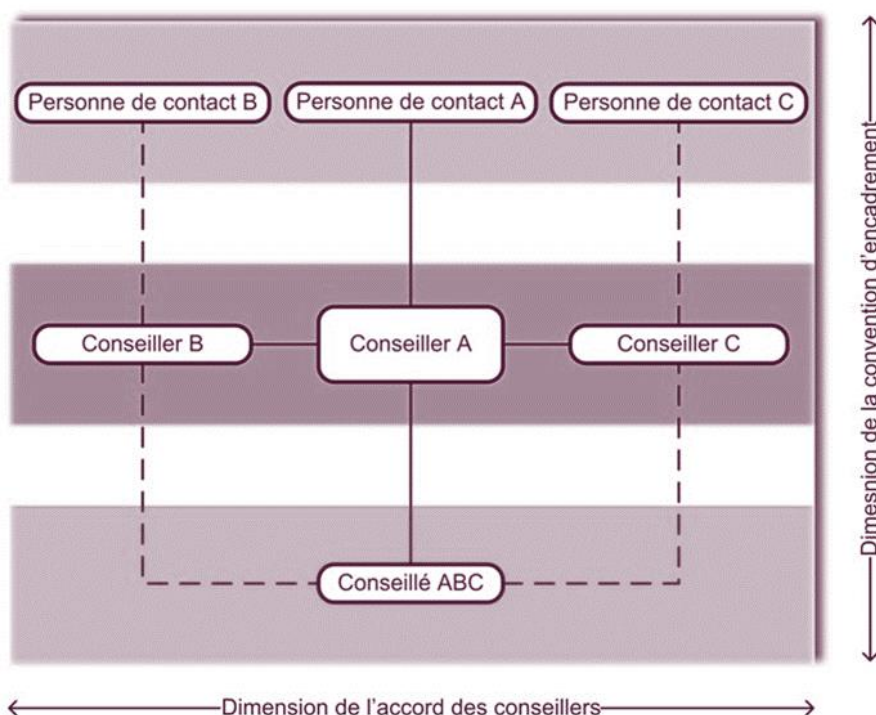 Personne de contact B
Personne de contact A
Personne de contact C
Conseiller B
Conseiller A
Conseiller C
Conseillé ABC
Dimension de l'accord des conseillers
Dimesnion de la convention d'encadrement